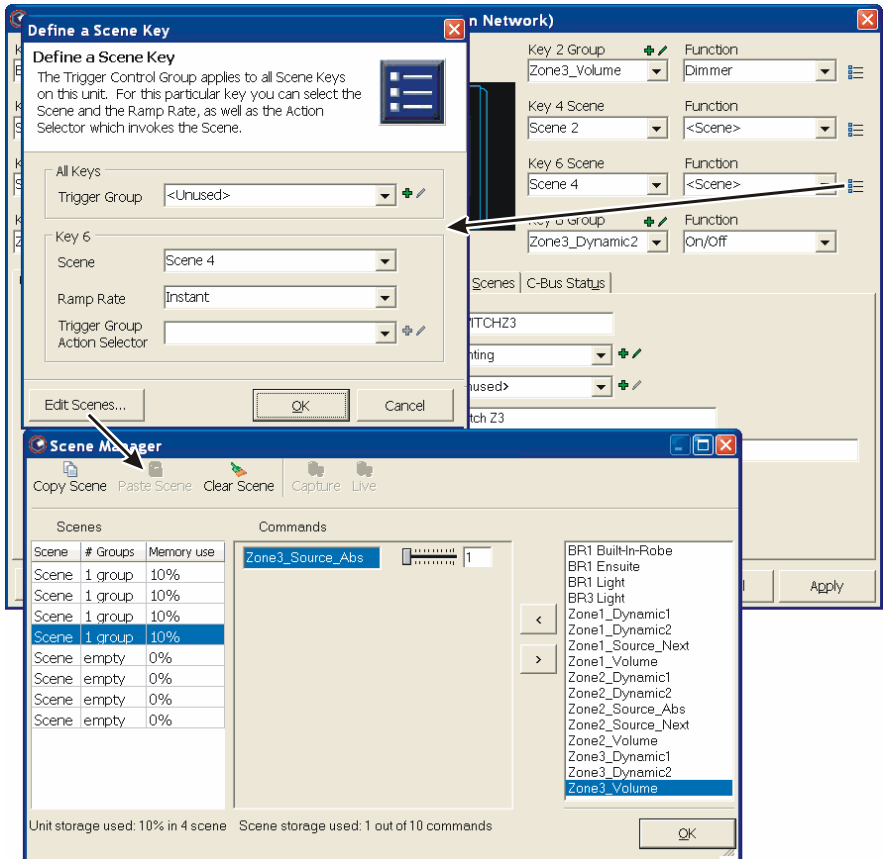 Define a Scene Key
n Network)
Define a Scene Key
The Trigger Control Group applies to all Scene Keys
on this unit. For this particular key you can select the
Scene and the Ramp Rate, as well as the Action
Selector which invokes the Scene.
All Keys
Trigger Group <Unused>
Key 6
Scene Scene 4
Ramp Rate Instant
Trigger Group
Action Selector
Edit Scenes... OK Cancel
Key 2 Group Function
Zone3_Volume Dimmer
Key 4 Scene Function
Scene 2 <Scene>
Key 6 Scene Function
Scene 4 <Scene>
Group Function
Zone3_Dynamic2 On/Off
Scenes C-Bus Status
ITCHZ3
nting
nused>
tch Z3
Apply
Scene Manager
Copy Scene Paste Scene Clear Scene Capture Live
Scenes Commands
Scene # Groups Memory use
Scene 1 group 10%
Scene 1 group 10%
Scene 1 group 10%
Scene 1 group 10%
Scene empty 0%
Scene empty 0%
Scene empty 0%
Scene empty 0%
Zone3_Source_Abs 1
<
>
BR1 Built-In-Robe
BR1 Ensuite
BR1 Light
BR3 Light
Zone1_Dynamic1
Zone1_Dynamic2
Zone1_Source_Next
Zone1_Volume
Zone2_Dynamic1
Zone2_Dynamic2
Zone2_Source_Abs
Zone2_Source_Next
Zone2_Volume
Zone3_Dynamic1
Zone3_Dynamic2
Zone3_Volume
Unit storage used: 10% in 4 scene Scene storage used: 1 out of 10 commands
OK